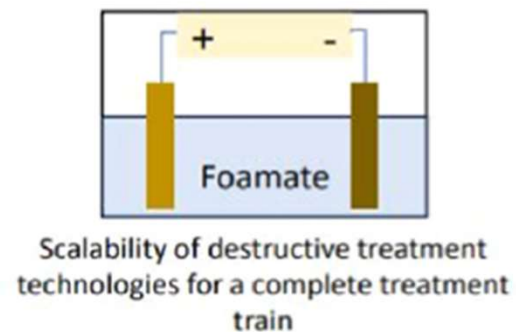 + -
Foamate
Scalability of destructive treatment
technologies for a complete treatment
train